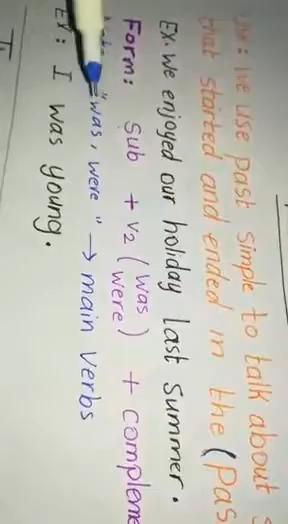 : We use past simple to talk about
that started and ended in the (pas
Ex. We enjoyed our holiday last summer.
Form: Sub + V2 (was were) + complem
"was, were" → main verbs
EX: I was young.